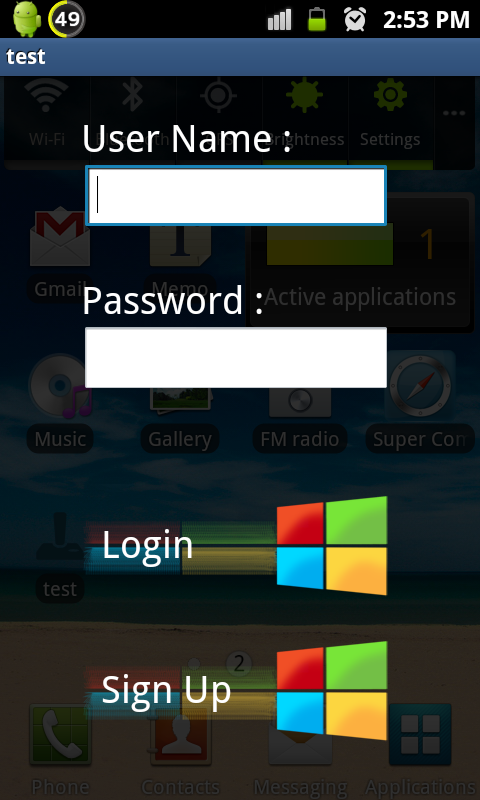 49 2:53 PM
test
Wi-Fi Brightness Settings
User Name :
Gmail Memo 1
Password : Active applications
Music Gallery FM radio Super Com
Login
test
2
Sign Up
Phone Contacts Messaging Applications